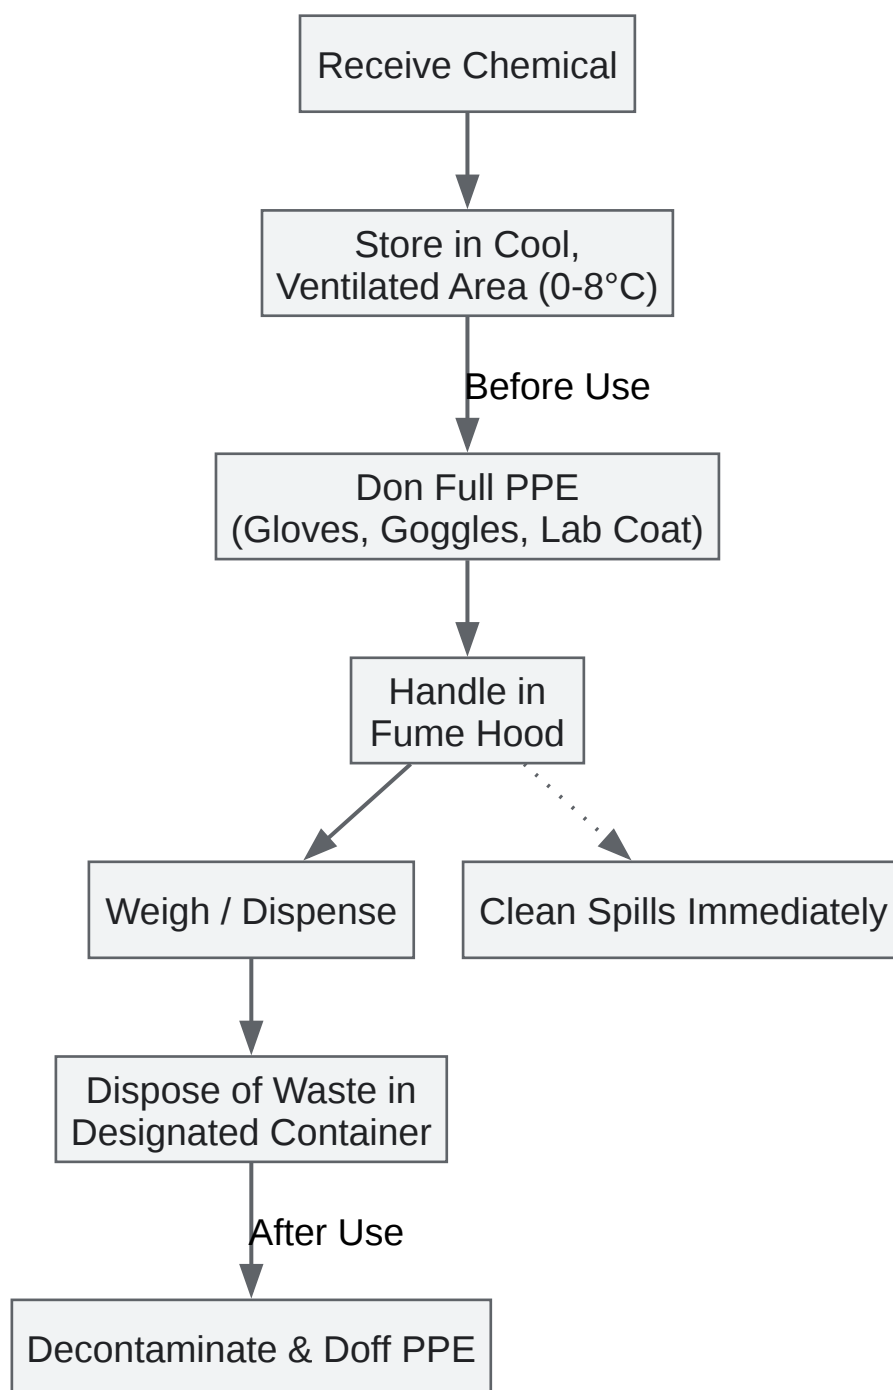 Receive Chemical
Store in Cool,
Ventilated Area (0-8°C)
Before Use
Don Full PPE
(Gloves, Goggles, Lab Coat)
Handle in
Fume Hood
Weigh / Dispense
Clean Spills Immediately
Dispose of Waste in
Designated Container
After Use
Decontaminate & Doff PPE